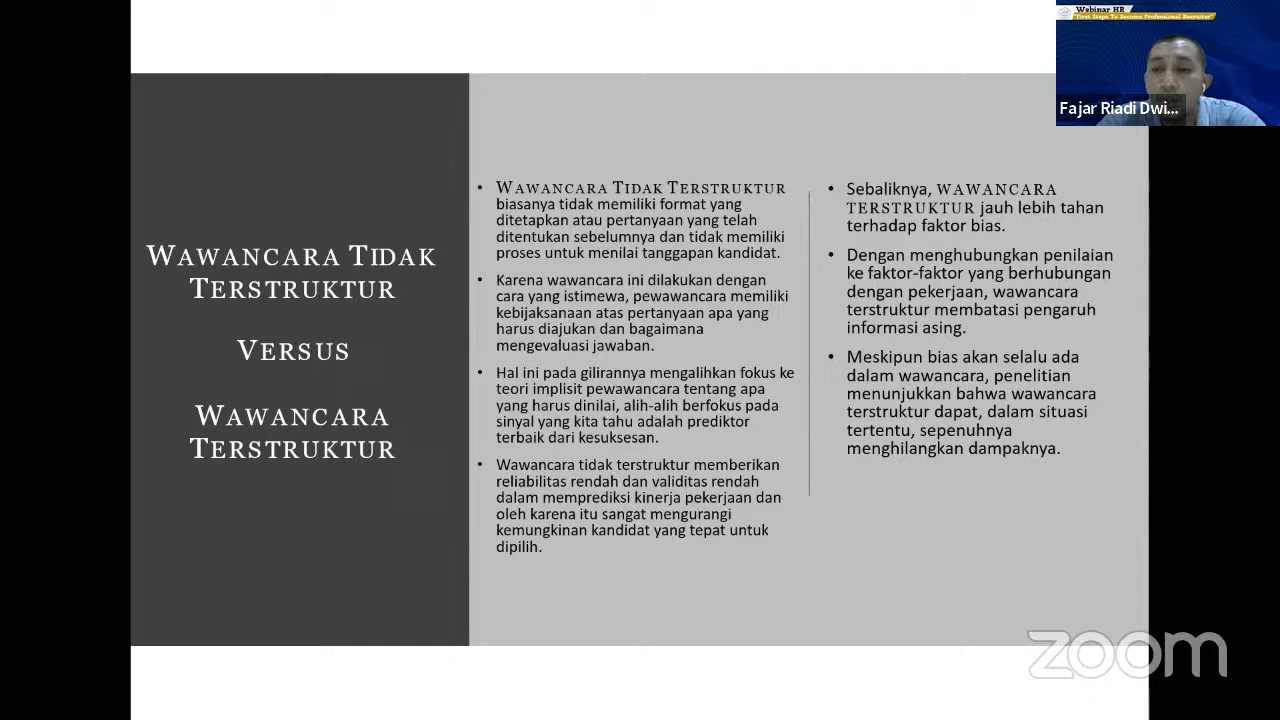 Webinar HR
"First Steps To Become Professional Recruiter"
Fajar Riadi Dwi...
WAWANCARA TIDAK
TERSTRUKTUR
VERSUS
WAWANCARA
TERSTRUKTUR
• WAWANCARA TIDAK TERSTRUKTUR
biasanya tidak memiliki format yang
ditetapkan atau pertanyaan yang telah
ditentukan sebelumnya dan tidak memiliki
proses untuk menilai tanggapan kandidat.
• Karena wawancara ini dilakukan dengan
cara yang istimewa, pewawancara memiliki
kebijaksanaan atas pertanyaan apa yang
harus diajukan dan bagaimana
mengevaluasi jawaban.
• Hal ini pada gilirannya mengalihkan fokus ke
teori implisit pewawancara tentang apa
yang harus dinilai, alih-alih berfokus pada
sinyal yang kita tahu adalah prediktor
terbaik dari kesuksesan.
• Wawancara tidak terstruktur memberikan
reliabilitas rendah dan validitas rendah
dalam memprediksi kinerja pekerjaan dan
oleh karena itu sangat mengurangi
kemungkinan kandidat yang tepat untuk
dipilih.
• Sebaliknya, WAWANCARA
TERSTRUKTUR jauh lebih tahan
terhadap faktor bias.
• Dengan menghubungkan penilaian
ke faktor-faktor yang berhubungan
dengan pekerjaan, wawancara
terstruktur membatasi pengaruh
informasi asing.
• Meskipun bias akan selalu ada
dalam wawancara, penelitian
menunjukkan bahwa wawancara
terstruktur dapat, dalam situasi
tertentu, sepenuhnya
menghilangkan dampaknya.
zoom